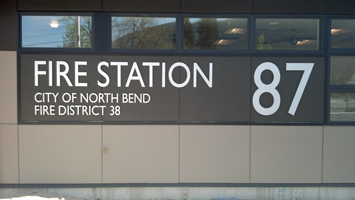 FIRE STATION 87
CITY OF NORTH BEND
FIRE DISTRICT 38